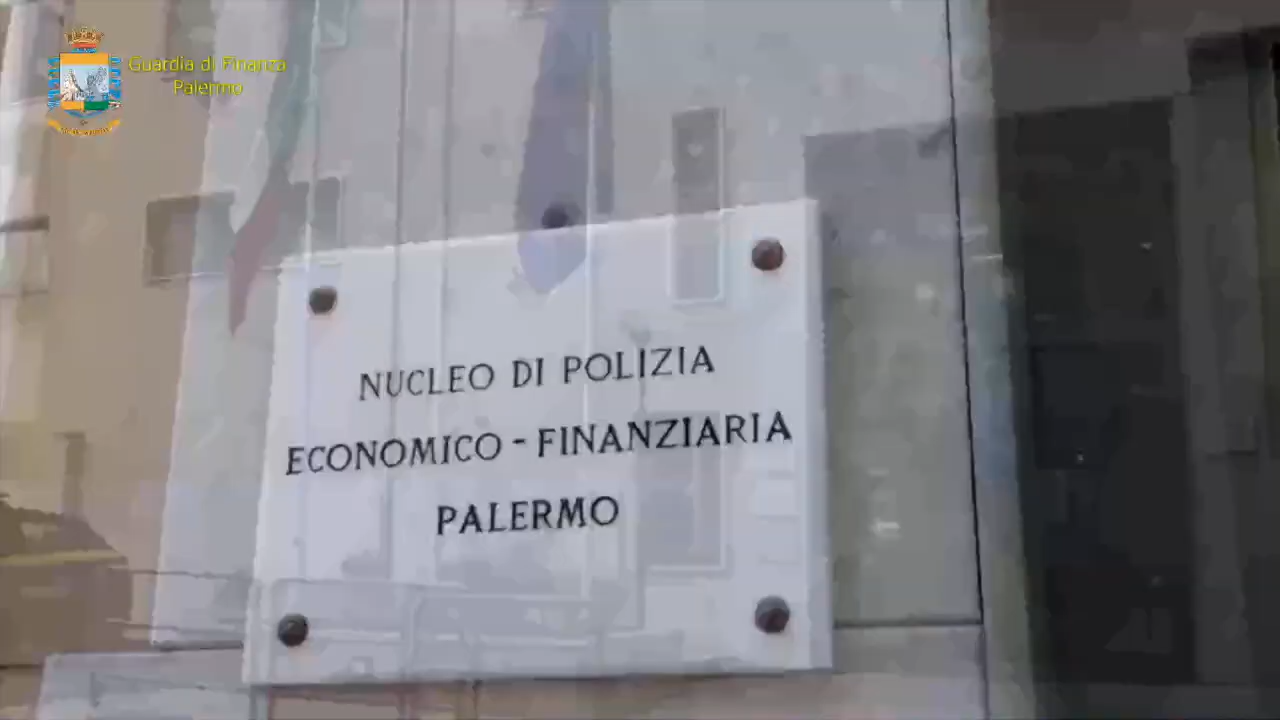 Guardia di Finanza
Palermo
NUCLEO DI POLIZIA
ECONOMICO - FINANZIARIA
PALERMO